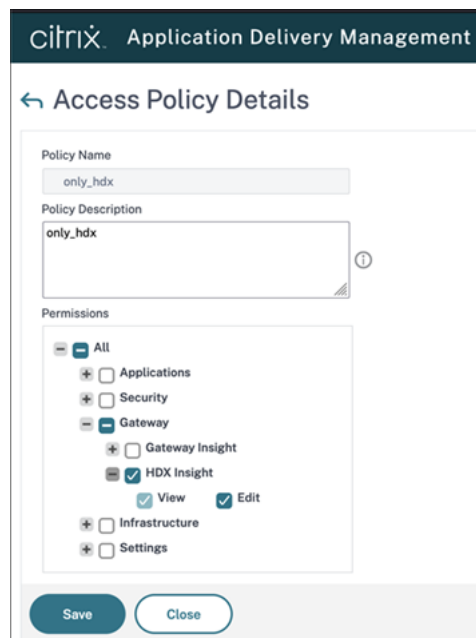 citrix. Application Delivery Management
Access Policy Details
Policy Name
only_hdx
Policy Description
only_hdx
Permissions
All
Applications
Security
Gateway
Gateway Insight
HDX Insight
View Edit
Infrastructure
Settings
Save Close